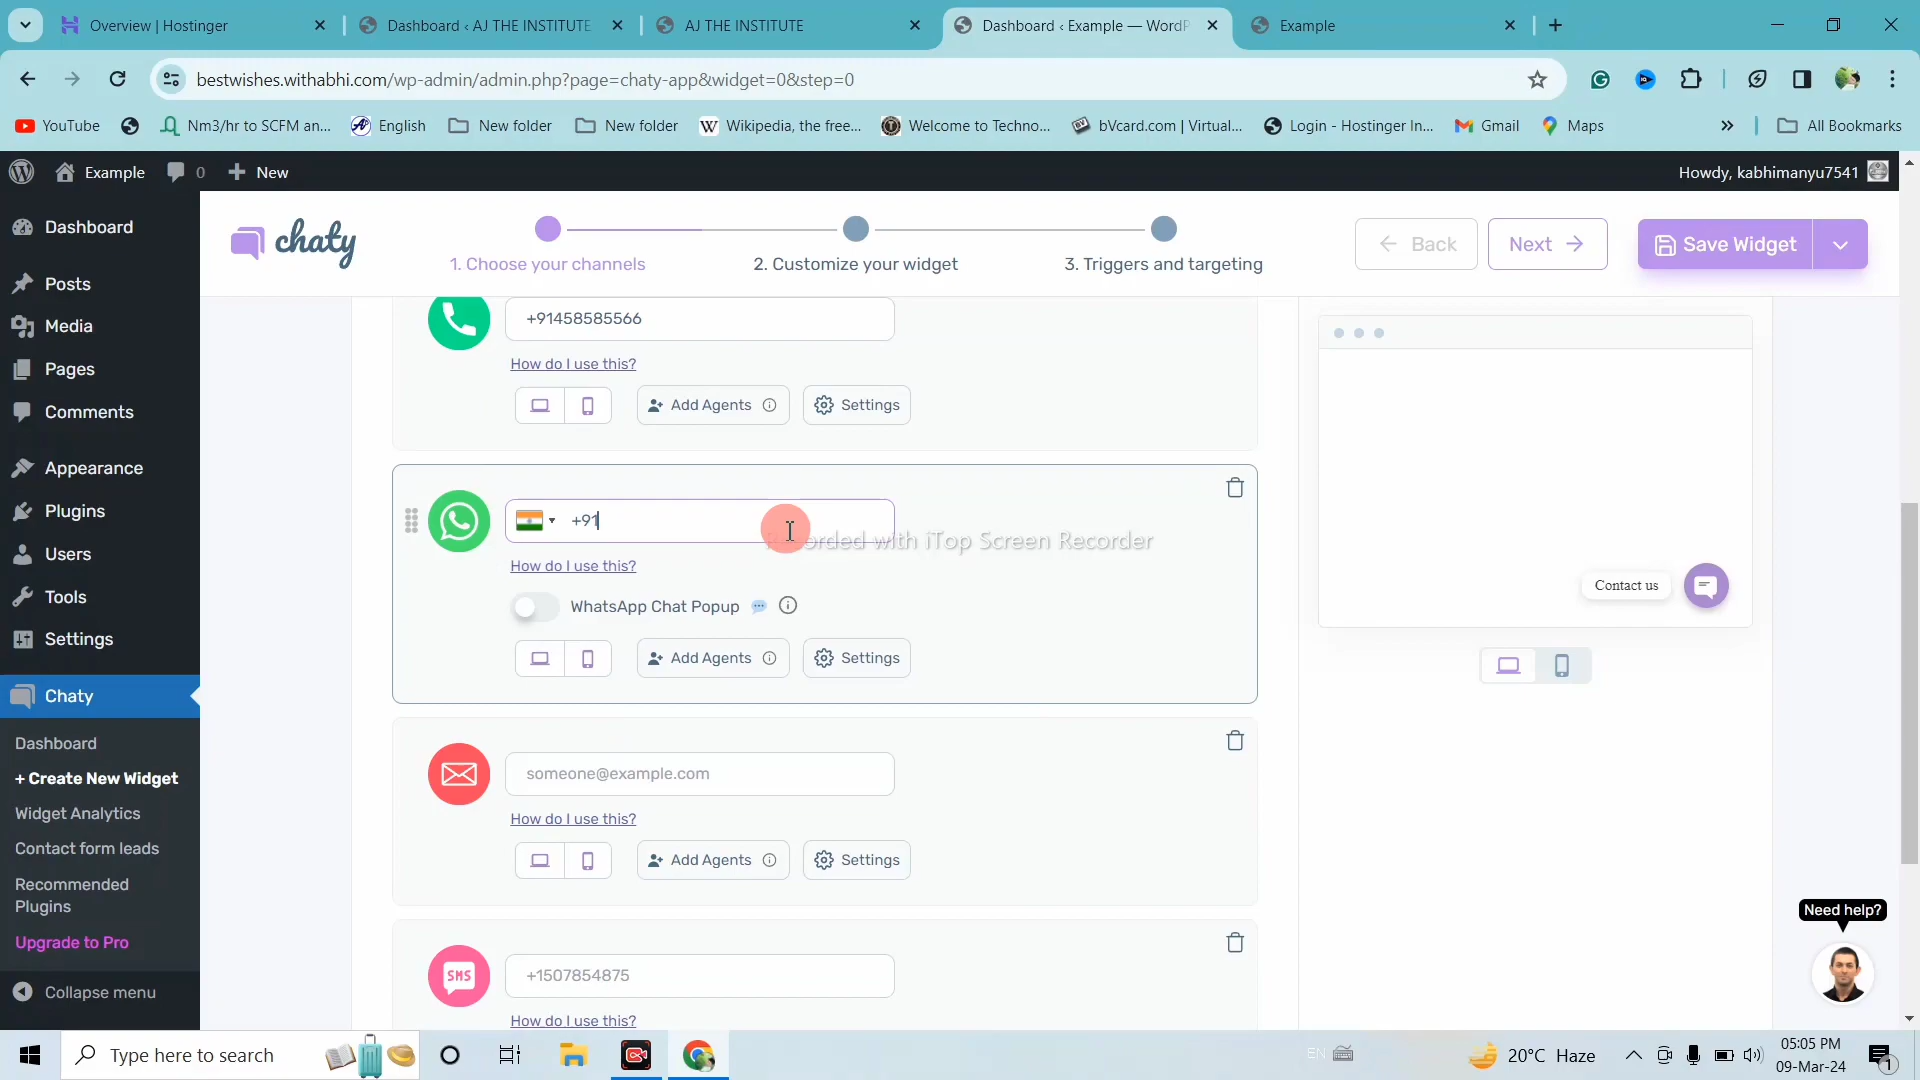 Overview | Hostinger
Dashboard ‹ AJ THE INSTITUTE
AJ THE INSTITUTE
Dashboard ‹ Example — WordP
Example
bestwishes.withabhi.com/wp-admin/admin.php?page=chaty-app&widget=0&step=0
YouTube
Nm3/hr to SCFM an...
English
New folder
New folder
Wikipedia, the free...
Welcome to Techno...
bVcard.com | Virtual...
Login - Hostinger In...
Gmail
Maps
All Bookmarks
Example
0
New
Howdy, kabhimanyu7541
Dashboard
Posts
Media
Pages
Comments
Appearance
Plugins
Users
Tools
Settings
Chaty
Dashboard
+ Create New Widget
Widget Analytics
Contact form leads
Recommended
Plugins
Upgrade to Pro
Collapse menu
chaty
1. Choose your channels
2. Customize your widget
3. Triggers and targeting
Back
Next
Save Widget
+91458585566
How do I use this?
Add Agents
Settings
+91
Recorded with iTop Screen Recorder
How do I use this?
WhatsApp Chat Popup
Add Agents
Settings
someone@example.com
How do I use this?
Add Agents
Settings
SMS
+1507854875
How do I use this?
Contact us
Need help?
Type here to search
EN
20°C Haze
05:05 PM
09-Mar-24
1